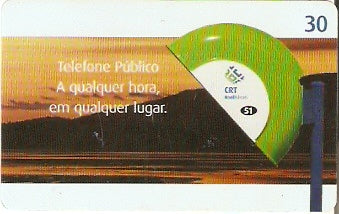 30
Telefone Público
A qualquer hora,
em qualquer lugar.
CRT
BrasilTelecom
51